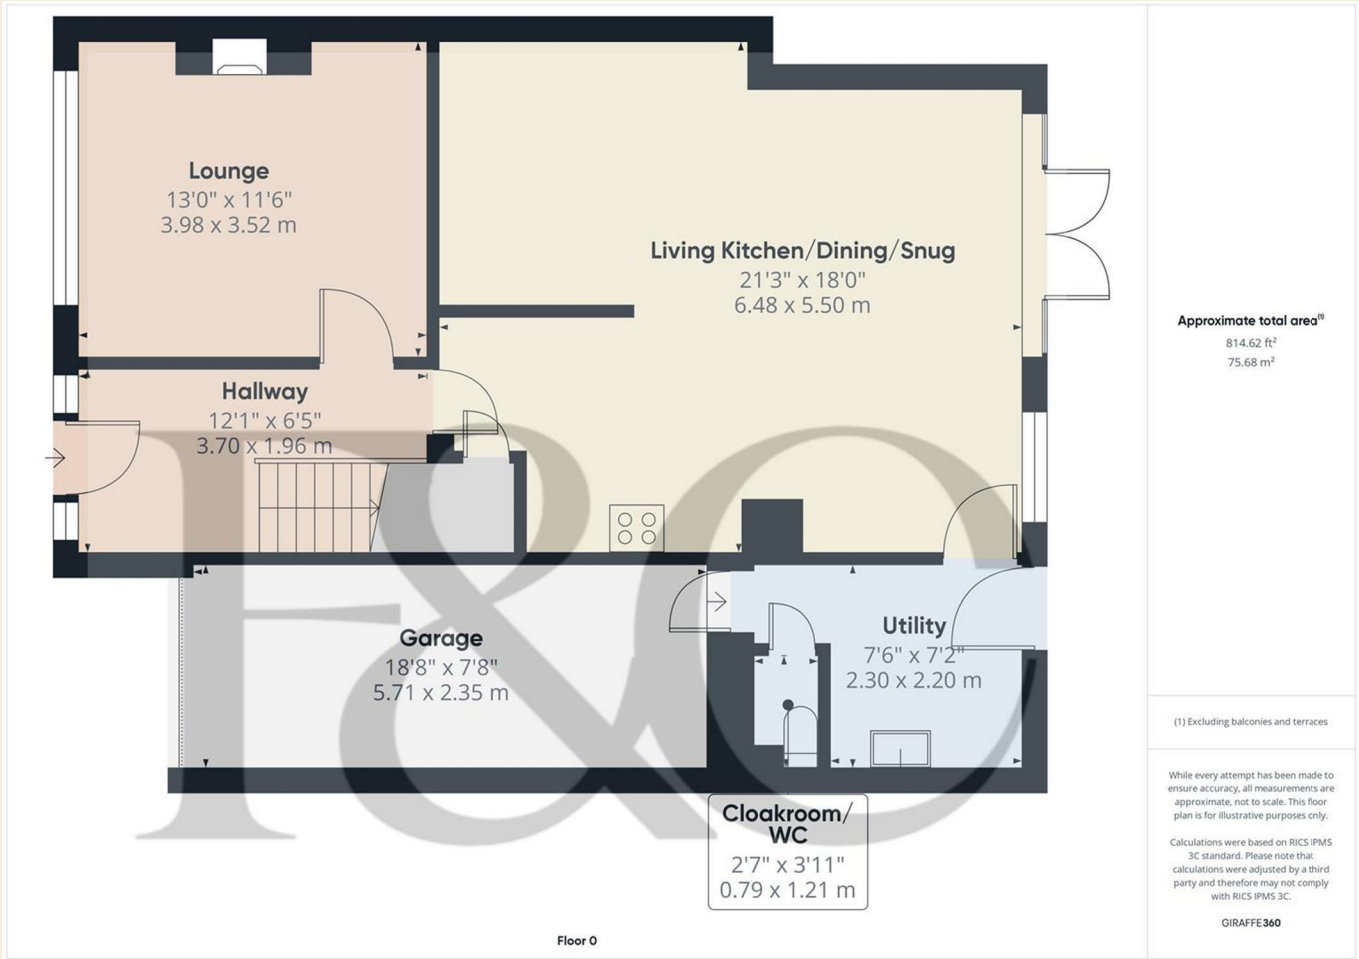 Lounge
13'0" x 11'6"
3.98 x 3.52 m
Living Kitchen/Dining/Snug
21'3" x 18'0"
6.48 x 5.50 m
Hallway
12'1" x 6'5"
3.70 x 1.96 m
Garage
18'8" x 7'8"
5.71 x 2.35 m
Utility
7'6" x 7'2"
2.30 x 2.20 m
Cloakroom/
WC
2'7" x 3'11"
0.79 x 1.21 m
F&C
Floor 0
Approximate total area(1)
814.62 ft²
75.68 m²
(1) Excluding balconies and terraces
While every attempt has been made to
ensure accuracy, all measurements are
approximate, not to scale. This floor
plan is for illustrative purposes only.
Calculations were based on RICS IPMS
3C standard. Please note that
calculations were adjusted by a third
party and therefore may not comply
with RICS IPMS 3C.
GIRAFFE360